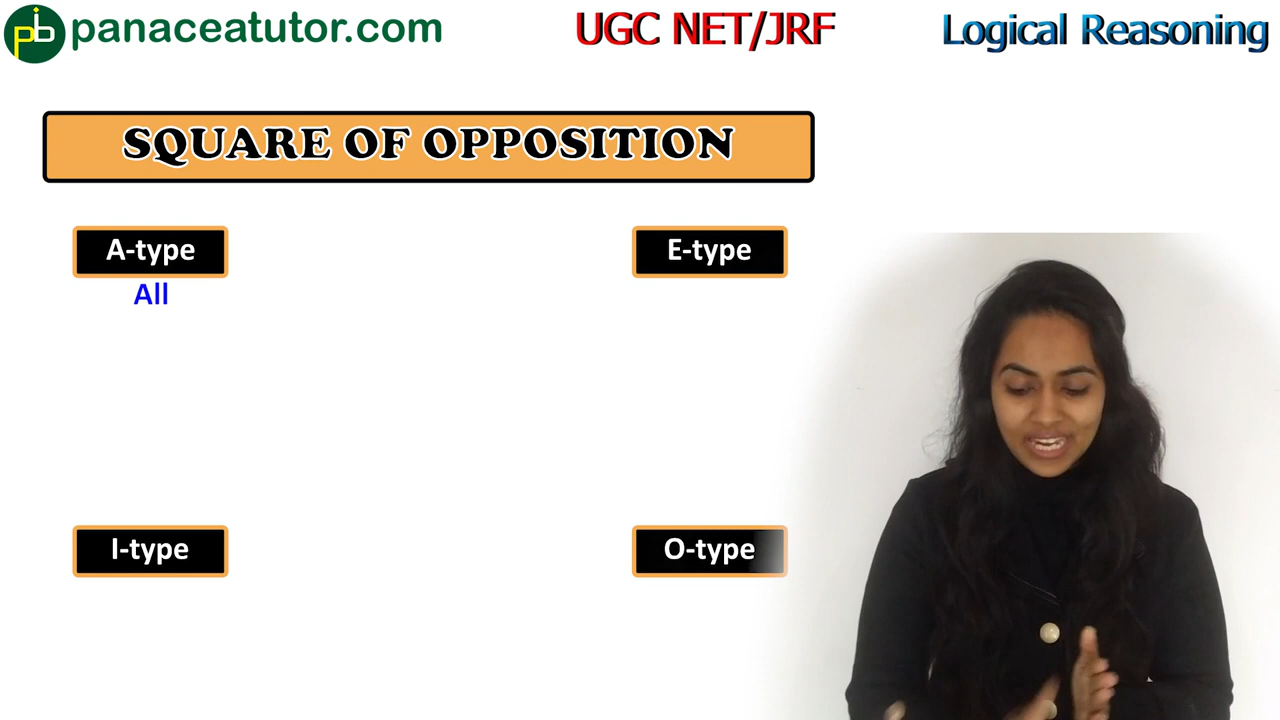 panaceatutor.com
UGC NET/JRF
Logical Reasoning
SQUARE OF OPPOSITION
A-type
E-type
All
I-type
O-type